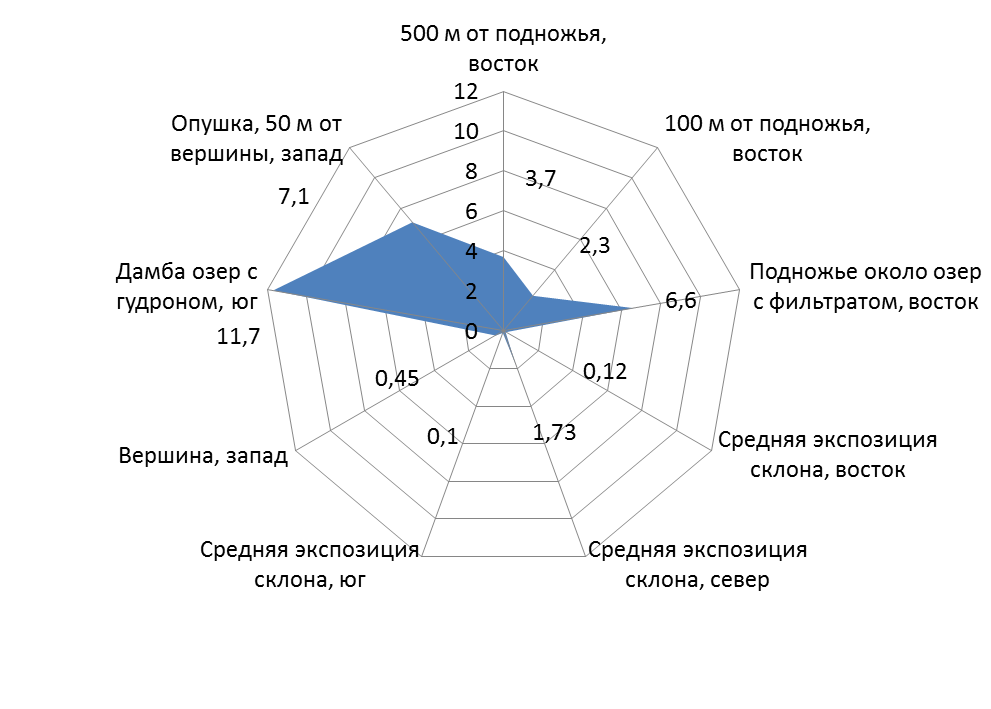 500 м от подножья,
восток
12
Опушка, 50 м от
вершины, запад
100 м от подножья,
восток
10
8
3,7
7,1
6
2,3
4
Дамба озер с
гудроном, юг
Подножье около озер
с фильтратом, восток
2
6,6
11,7
0
0,45
0,12
0,1
1,73
Вершина, запад
Средняя экспозиция
склона, восток
Средняя экспозиция
склона, юг
Средняя экспозиция
склона, север